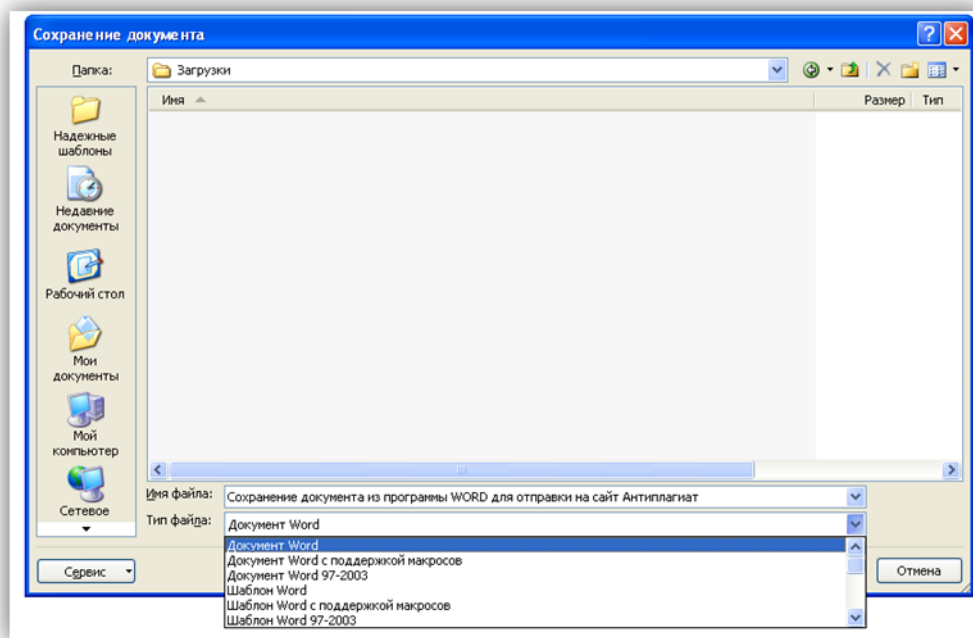 Сохранение документа
Папка:
Загрузки
Имя
Размер
Тип
Надежные
шаблоны
Недавние
документы
Рабочий стол
Мои
документы
Мой
компьютер
Сетевое
Имя файла:
Сохранение документа из программы WORD для отправки на сайт Антиплагиат
Тип файла:
Документ Word
Документ Word
Документ Word с поддержкой макросов
Документ Word 97-2003
Шаблон Word
Шаблон Word с поддержкой макросов
Шаблон Word 97-2003
Сервис
Отмена